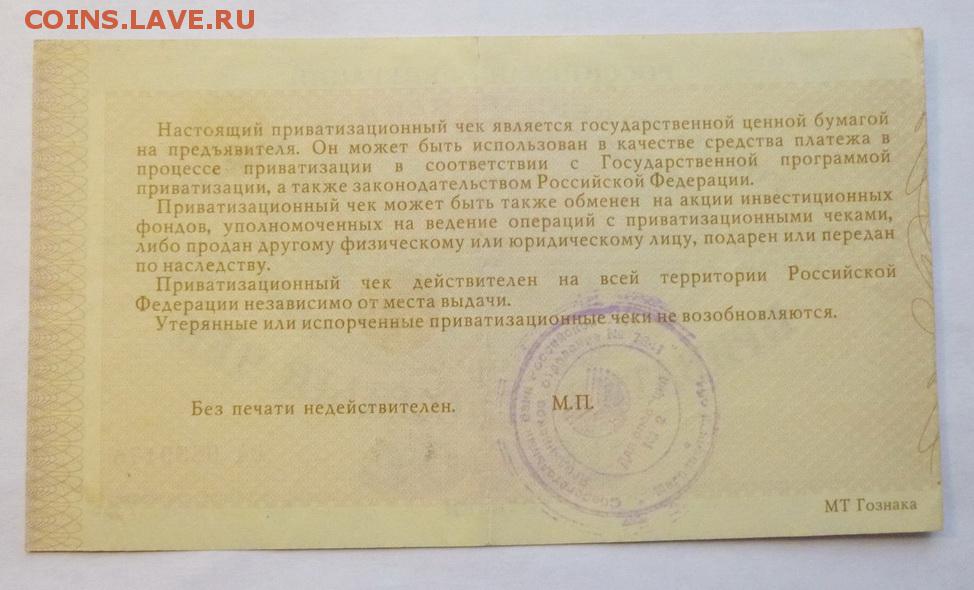 COINS.LAVE.RU
Настоящий приватизационный чек является государственной ценной бумагой
на предъявителя. Он может быть использован в качестве средства платежа в
процессе приватизации в соответствии с Государственной программой
приватизации, а также законодательством Российской Федерации.
Приватизационный чек может быть также обменен на акции инвестиционных
фондов, уполномоченных на ведение операций с приватизационными чеками,
либо продан другому физическому или юридическому лицу, подарен или передан
по наследству.
Приватизационный чек действителен на всей территории Российской
Федерации независимо от места выдачи.
Утерянные или испорченные приватизационные чеки не возобновляются.
Без печати недействителен.
М.П.
МТ Гознака